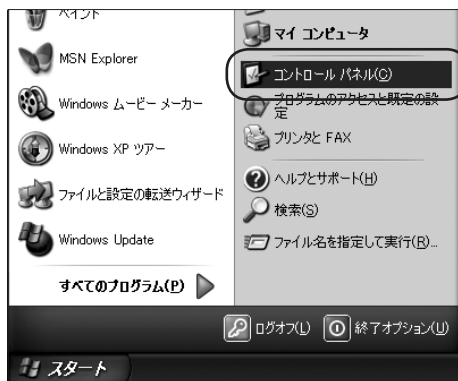 ペイント
MSN Explorer
Windows ムービー メーカー
Windows XP ツアー
ファイルと設定の転送ウィザード
Windows Update
すべてのプログラム(P)
マイ コンピュータ
コントロール パネル(C)
プログラムのアクセスと既定の設
定
プリンタと FAX
ヘルプとサポート(H)
検索(S)
ファイル名を指定して実行(R)...
ログオフ(L)
終了オプション(U)
スタート